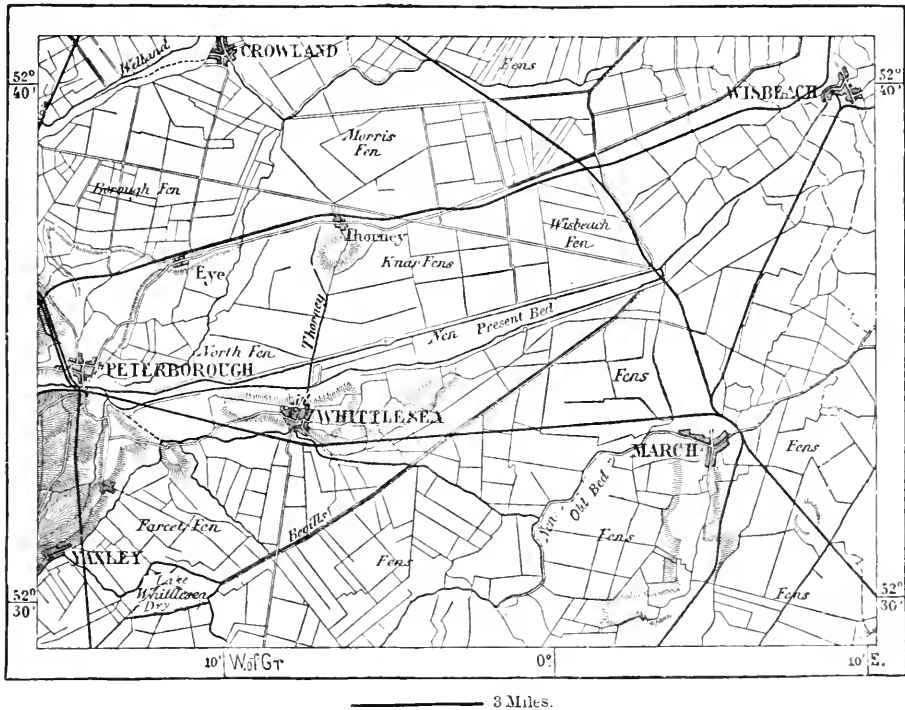 Welland
CROWLAND
Fens
52°
40'
WISBEACH
52°
40'
Morris
Fen
Borough Fen
Thorney
Wisbeach
Fen
Eye
Knar Fens
Thorney
Nen Present Bed
North Fen
PETERBOROUGH
Fens
WHITTLESEA
MARCH
Fens
Nen Old Bed
Farcet Fen
Bevills
Fens
Fens
YAXLEY
Lake
Whittlesea
Dry
52°
30'
Fens
52°
30'
10' W. of Gr
0°
10' E.
3 Miles.